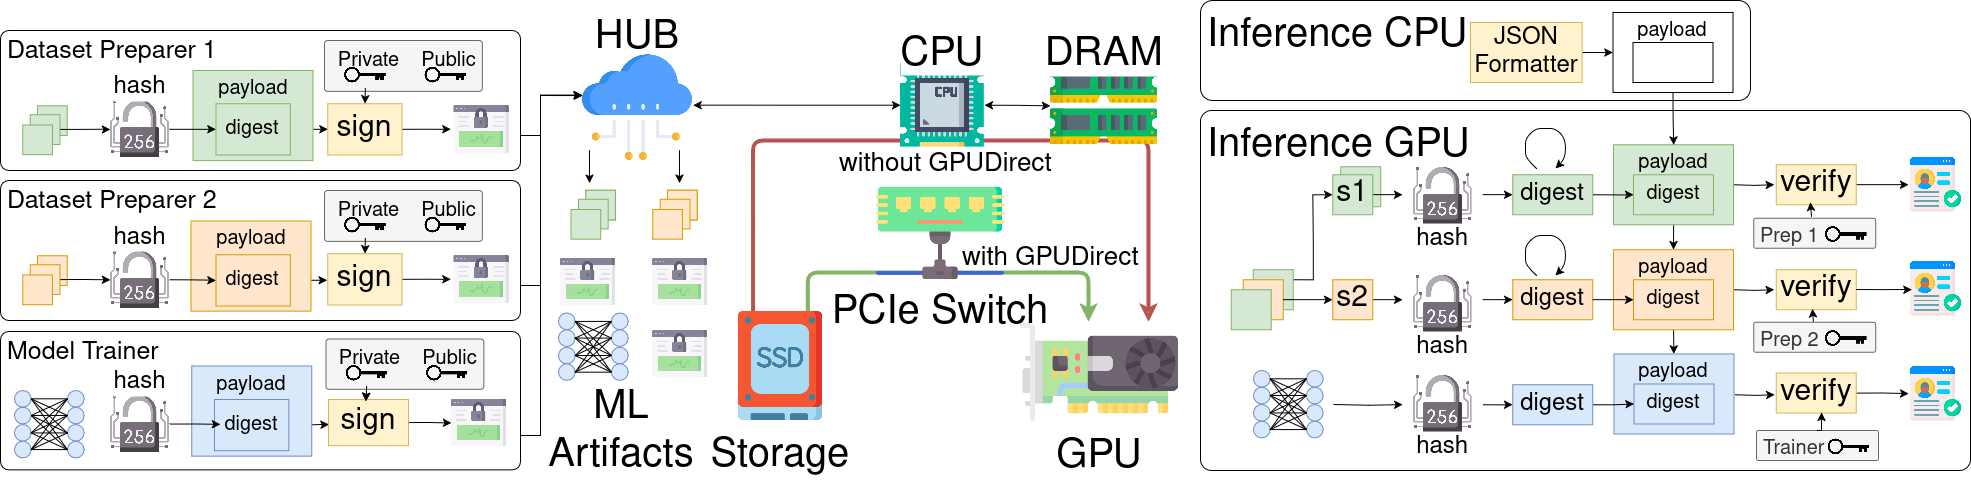 Dataset Preparer 1
Private
Public
hash
payload
digest
sign
256
Dataset Preparer 2
Private
Public
hash
payload
digest
sign
256
Model Trainer
Private
Public
hash
payload
digest
sign
256
HUB
ML
Artifacts
CPU
CPU
DRAM
without GPUDirect
with GPUDirect
PCIe Switch
SSD
Storage
GPU
Inference CPU
JSON
Formatter
payload
Inference GPU
s1
256
hash
digest
payload
digest
verify
Prep 1
s2
256
hash
digest
payload
digest
verify
Prep 2
256
hash
digest
payload
digest
verify
Trainer